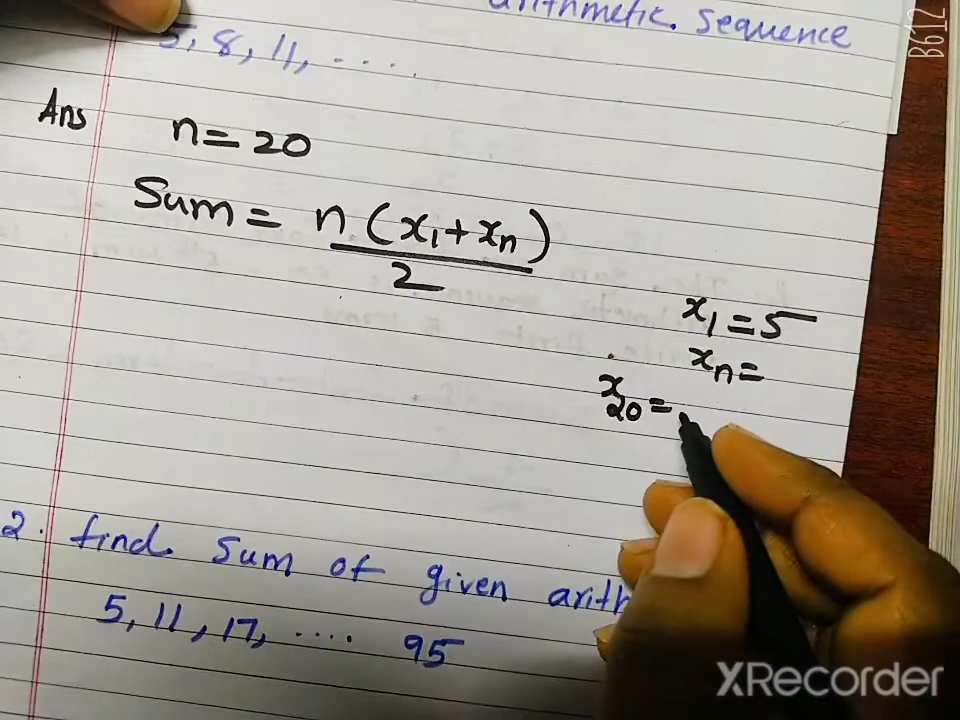 arithmetic. Sequence
5, 8, 11, ....
Ans n = 20
Sum = n (x₁ + xₙ)
2
x₁ = 5
xₙ =
x₂₀ =
2. find sum of given arith
5, 11, 17, .... 95
B612
XRecorder